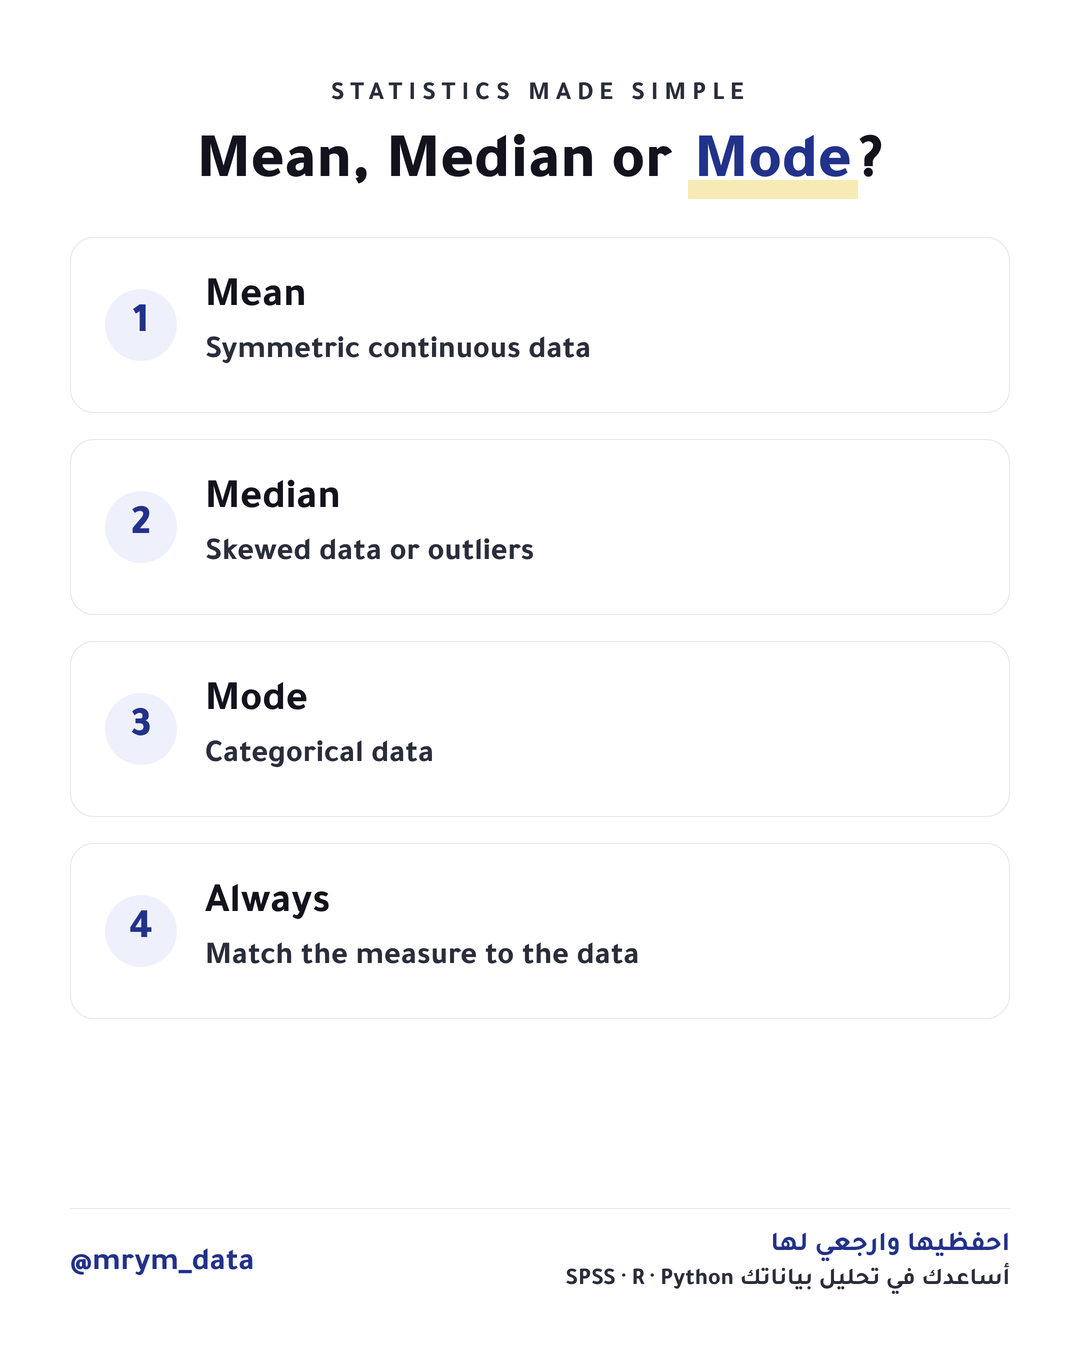 STATISTICS MADE SIMPLE
Mean, Median or Mode?
1
Mean
Symmetric continuous data
2
Median
Skewed data or outliers
3
Mode
Categorical data
4
Always
Match the measure to the data
@mrym_data
احفظيها وارجعي لها
أساعدك في تحليل بياناتك SPSS · R · Python